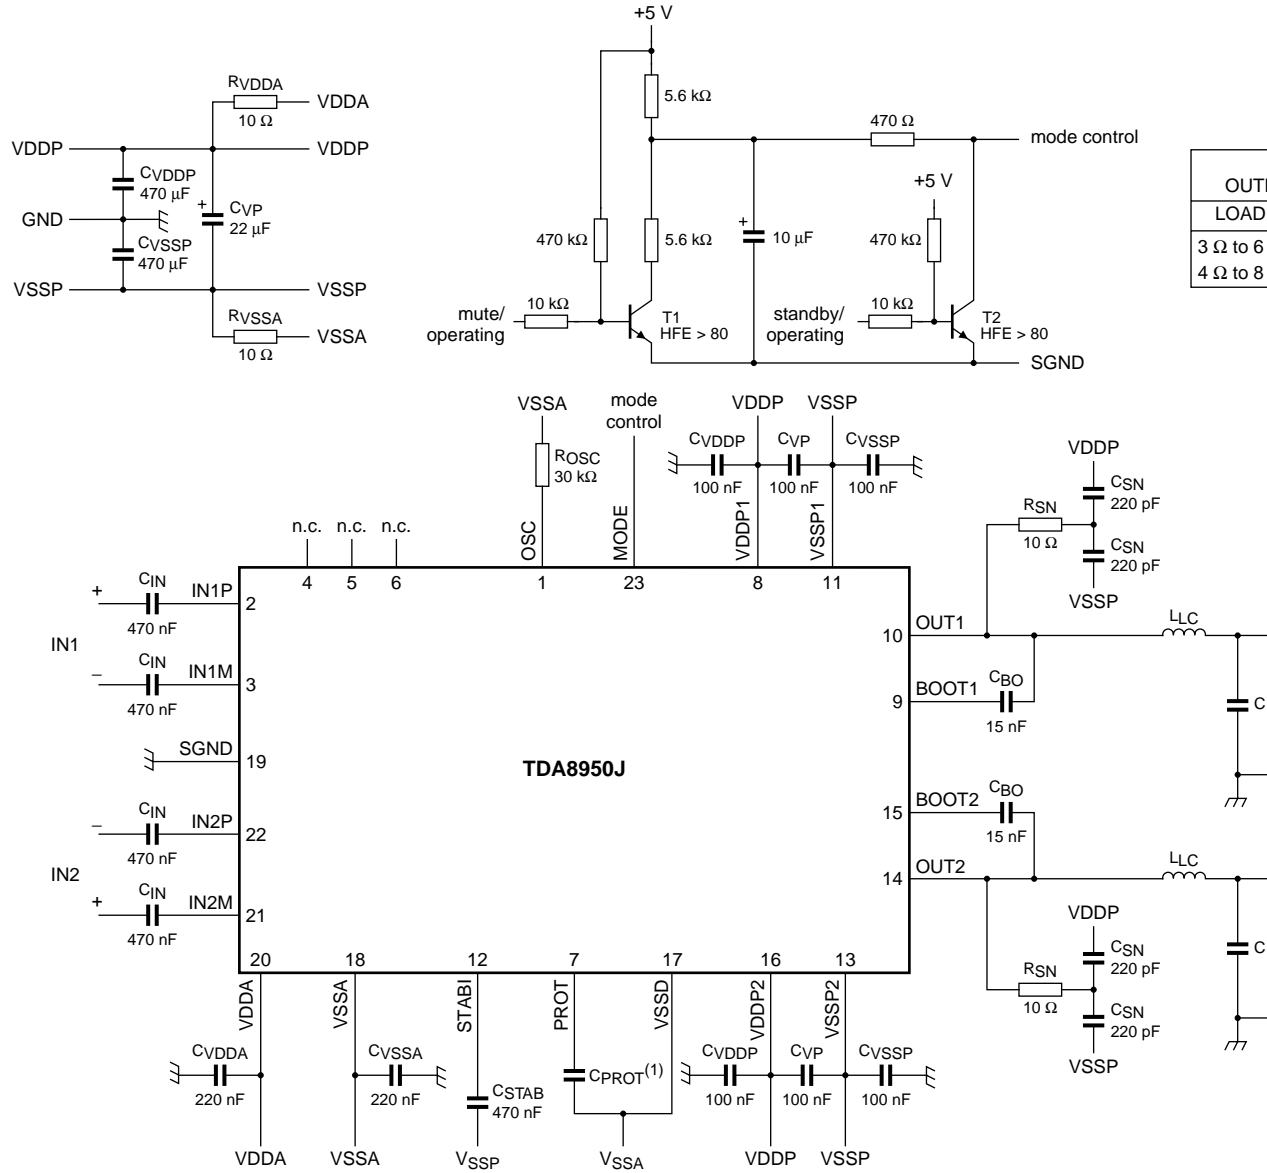 +5 V
RVDDA
VDDA
10 Ω
5.6 kΩ
470 Ω
mode control
VDDP
VDDP
CVDDP
470 μF
+5 V
OUT
LOAD
3 Ω to 6
4 Ω to 8
GND
+
CVP
22 μF
CVSSP
470 μF
470 kΩ
5.6 kΩ
+
10 μF
470 kΩ
VSSP
VSSP
RVSSA
VSSA
10 Ω
mute/
operating
10 kΩ
T1
HFE > 80
standby/
operating
10 kΩ
T2
HFE > 80
SGND
VSSA
mode
control
VDDP
VSSP
ROSC
30 kΩ
CVDDP
100 nF
CVP
100 nF
CVSSP
100 nF
VDDP
CSN
220 pF
RSN
10 Ω
CSN
220 pF
VSSP
n.c.
n.c.
n.c.
OSC
MODE
VDDP1
VSSP1
4
5
6
1
23
8
11
+
CIN
470 nF
IN1P
2
IN1
−
CIN
470 nF
IN1M
3
10
OUT1
LLC
BOOT1
9
CBO
15 nF
C
SGND
19
TDA8950J
−
CIN
470 nF
IN2P
22
IN2
+
CIN
470 nF
IN2M
21
15
BOOT2
CBO
15 nF
14
OUT2
LLC
C
VDDP
CSN
220 pF
RSN
10 Ω
CSN
220 pF
VSSP
20
18
12
7
17
16
13
VDDA
VSSA
STABI
PROT
VSSD
VDDP2
VSSP2
CVDDA
220 nF
CVSSA
220 nF
CSTAB
470 nF
CPROT(1)
CVDDP
100 nF
CVP
100 nF
CVSSP
100 nF
VDDA
VSSA
VSSP
VSSA
VDDP
VSSP